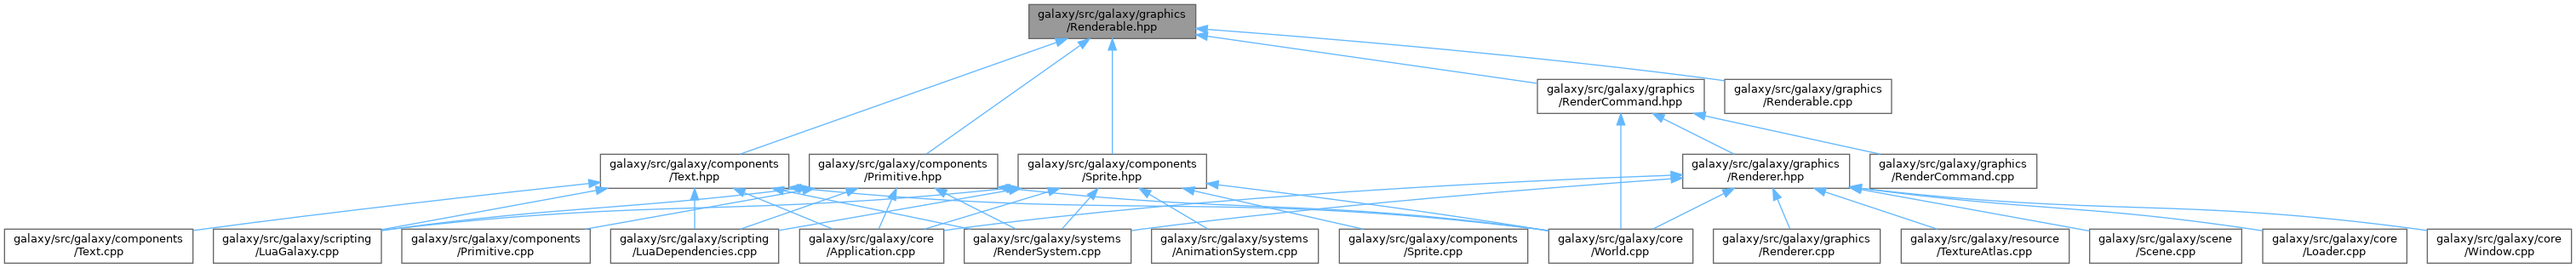 galaxy/src/galaxy/graphics
/Renderable.hpp
galaxy/src/galaxy/graphics
/RenderCommand.hpp
galaxy/src/galaxy/graphics
/Renderable.cpp
galaxy/src/galaxy/components
/Text.hpp
galaxy/src/galaxy/components
/Primitive.hpp
galaxy/src/galaxy/components
/Sprite.hpp
galaxy/src/galaxy/graphics
/Renderer.hpp
galaxy/src/galaxy/graphics
/RenderCommand.cpp
galaxy/src/galaxy/components
/Text.cpp
galaxy/src/galaxy/scripting
/LuaGalaxy.cpp
galaxy/src/galaxy/components
/Primitive.cpp
galaxy/src/galaxy/scripting
/LuaDependencies.cpp
galaxy/src/galaxy/core
/Application.cpp
galaxy/src/galaxy/systems
/RenderSystem.cpp
galaxy/src/galaxy/systems
/AnimationSystem.cpp
galaxy/src/galaxy/components
/Sprite.cpp
galaxy/src/galaxy/core
/World.cpp
galaxy/src/galaxy/graphics
/Renderer.cpp
galaxy/src/galaxy/resource
/TextureAtlas.cpp
galaxy/src/galaxy/scene
/Scene.cpp
galaxy/src/galaxy/core
/Loader.cpp
galaxy/src/galaxy/core
/Window.cpp